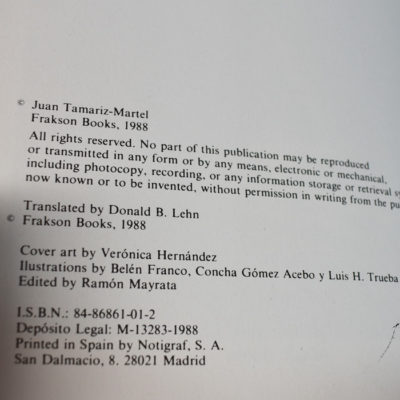 © Juan Tamariz-Martel
Frakson Books, 1988
All rights reserved. No part of this publication may be reproduced
or transmitted in any form or by any means, electronic or mechanical,
including photocopy, recording, or any information storage or retrieval
now known or to be invented, without permission in writing from the
Translated by Donald B. Lehn
© Frakson Books, 1988
Cover art by Verónica Hernández
Ilustrations by Belén Franco, Concha Gómez Acebo y Luis H. Trueba
Edited by Ramón Mayrata
I.S.B.N.: 84-86861-01-2
Depósito Legal: M-13283-1988
Printed in Spain by Notigraf, S. A.
San Dalmacio, 8. 28021 Madrid